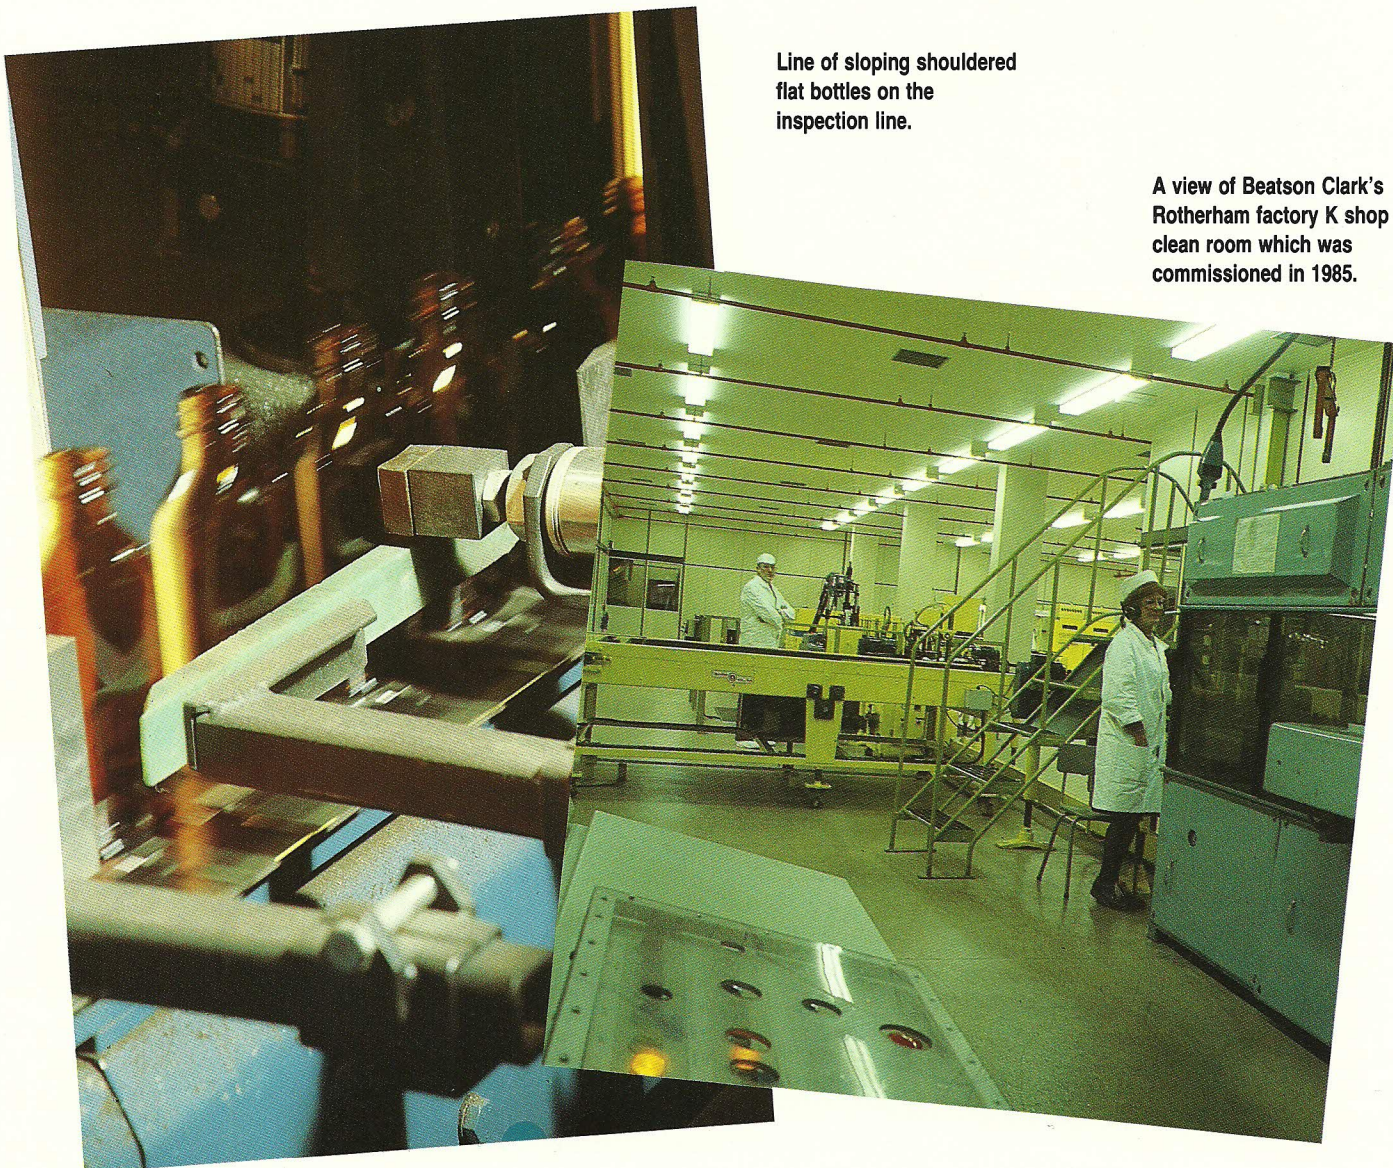 Line of sloping shouldered
flat bottles on the
inspection line.
A view of Beatson Clark's
Rotherham factory K shop
clean room which was
commissioned in 1985.